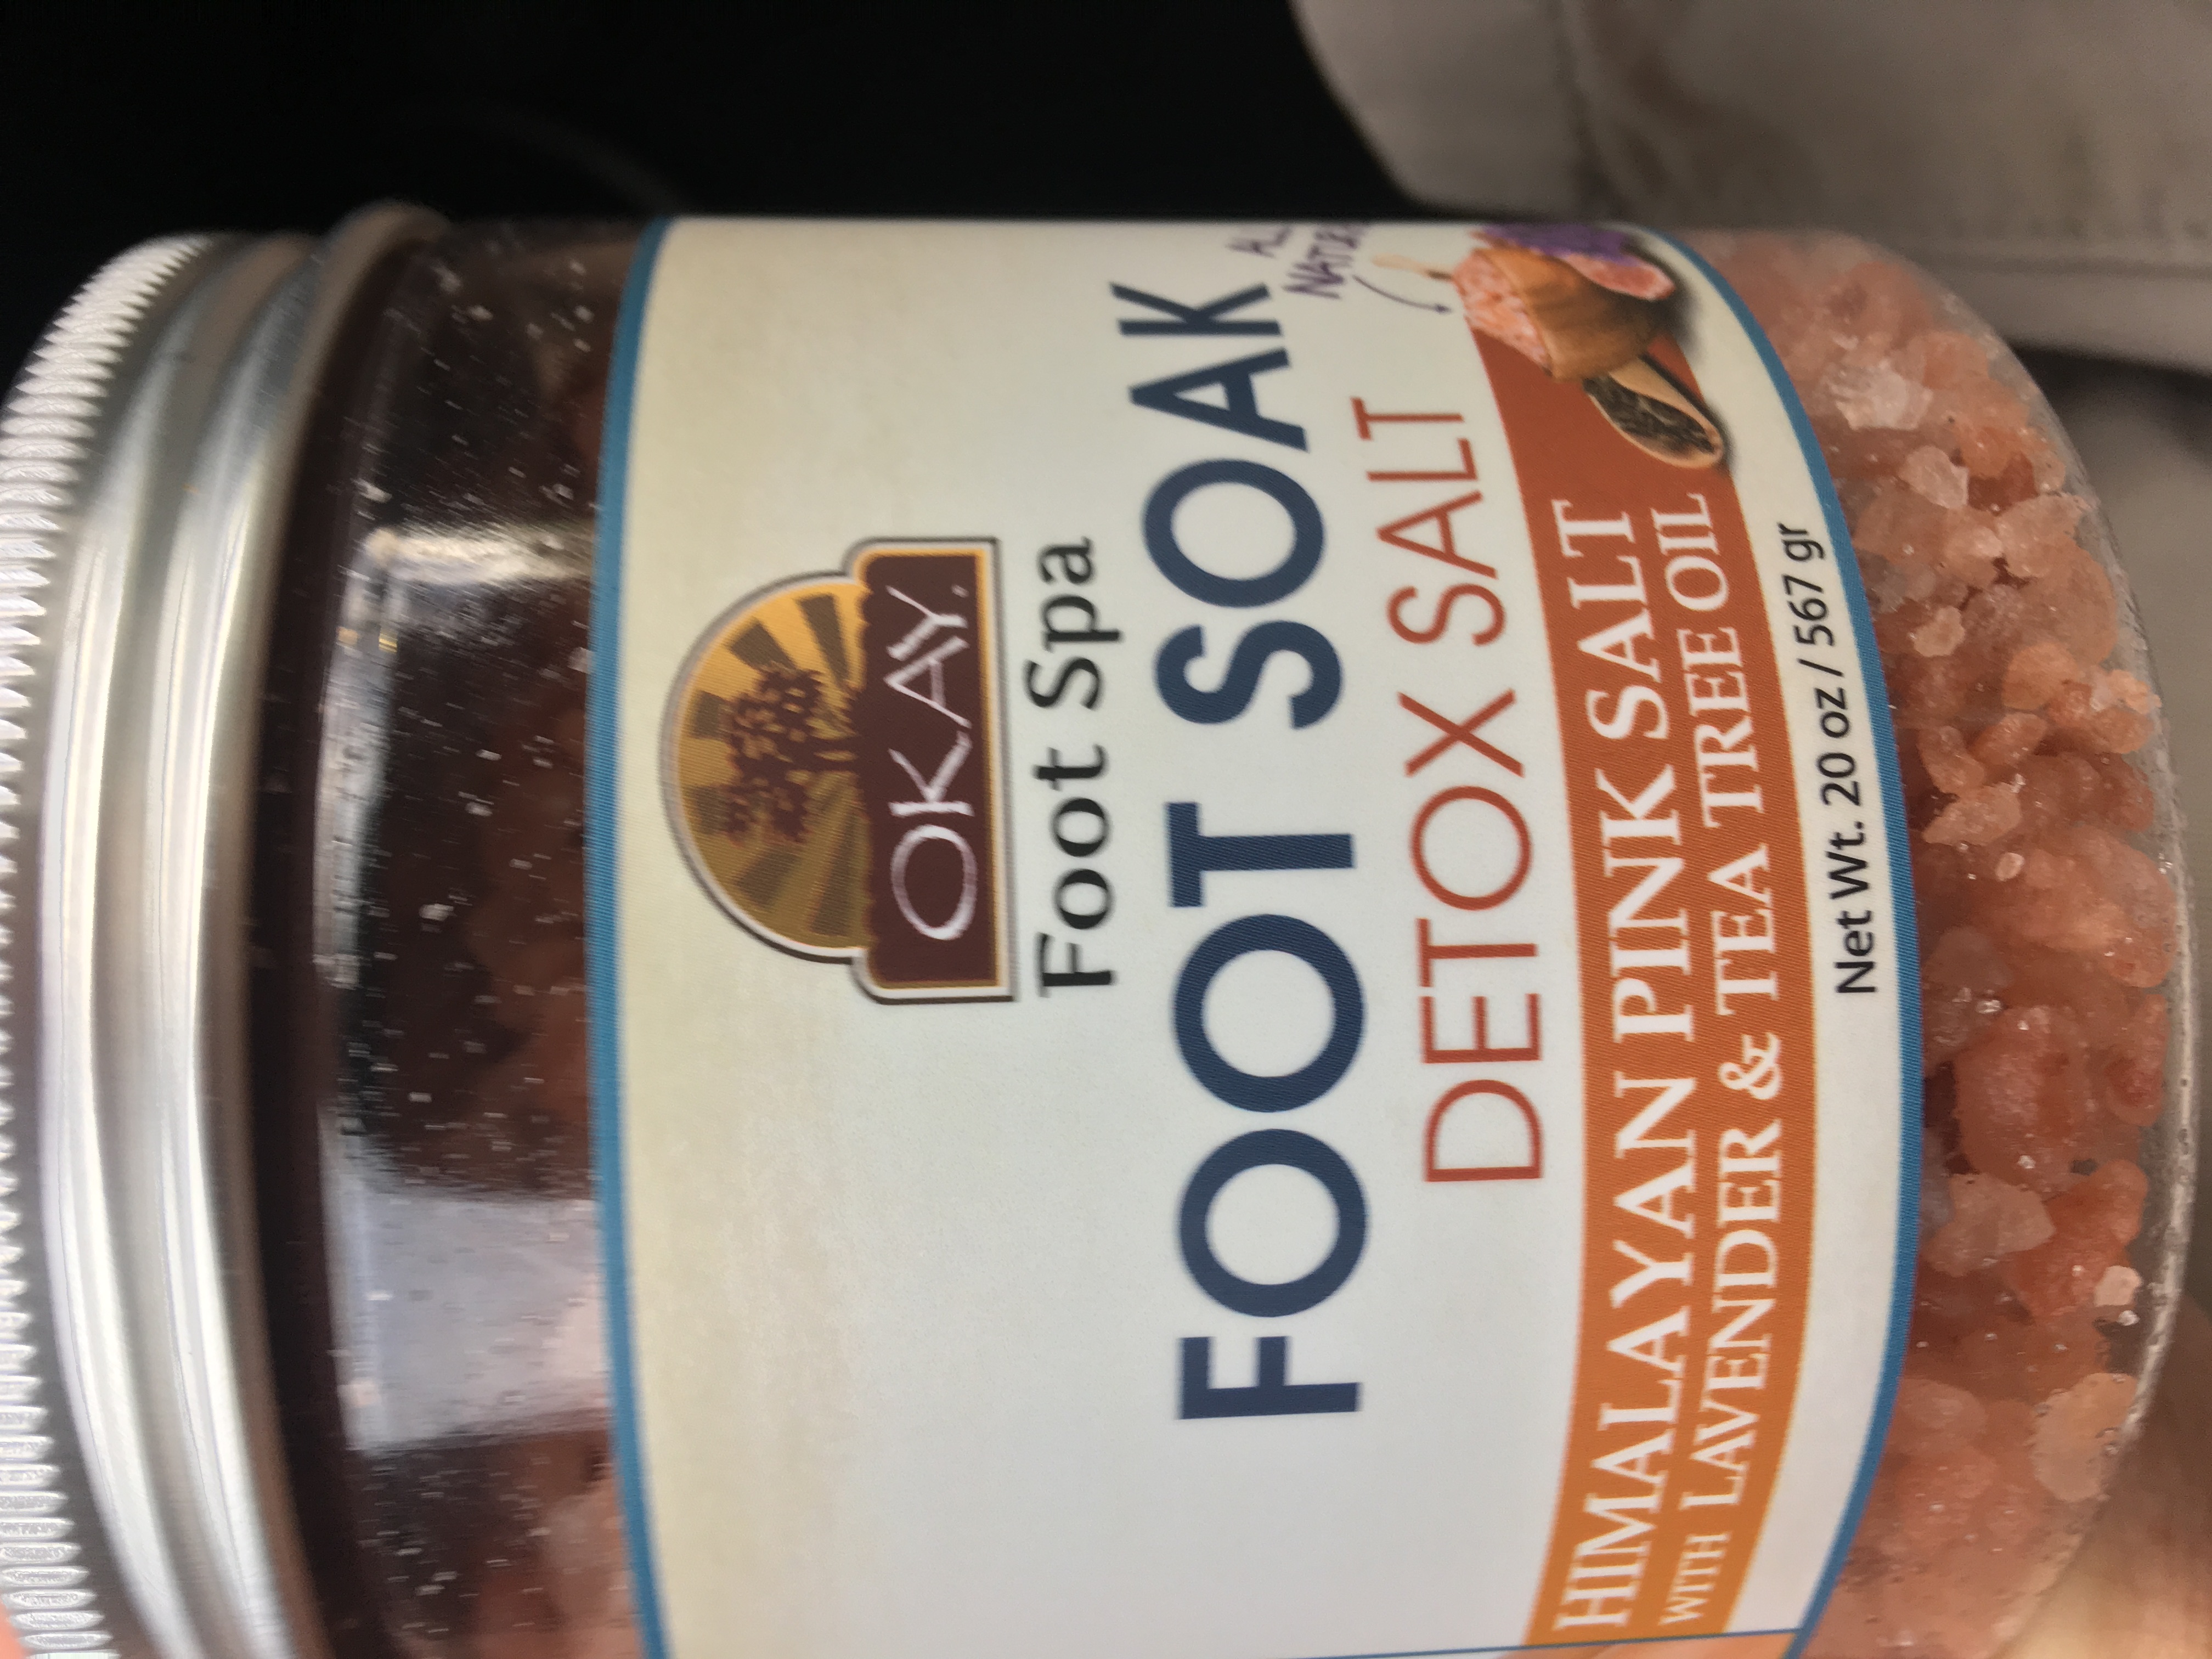 OKAY.
Foot Spa
FOOT SOAK
DETOX SALT
HIMALAYAN PINK SALT
WITH LAVENDER & TEA TREE OIL
Net Wt. 20 oz / 567 gr